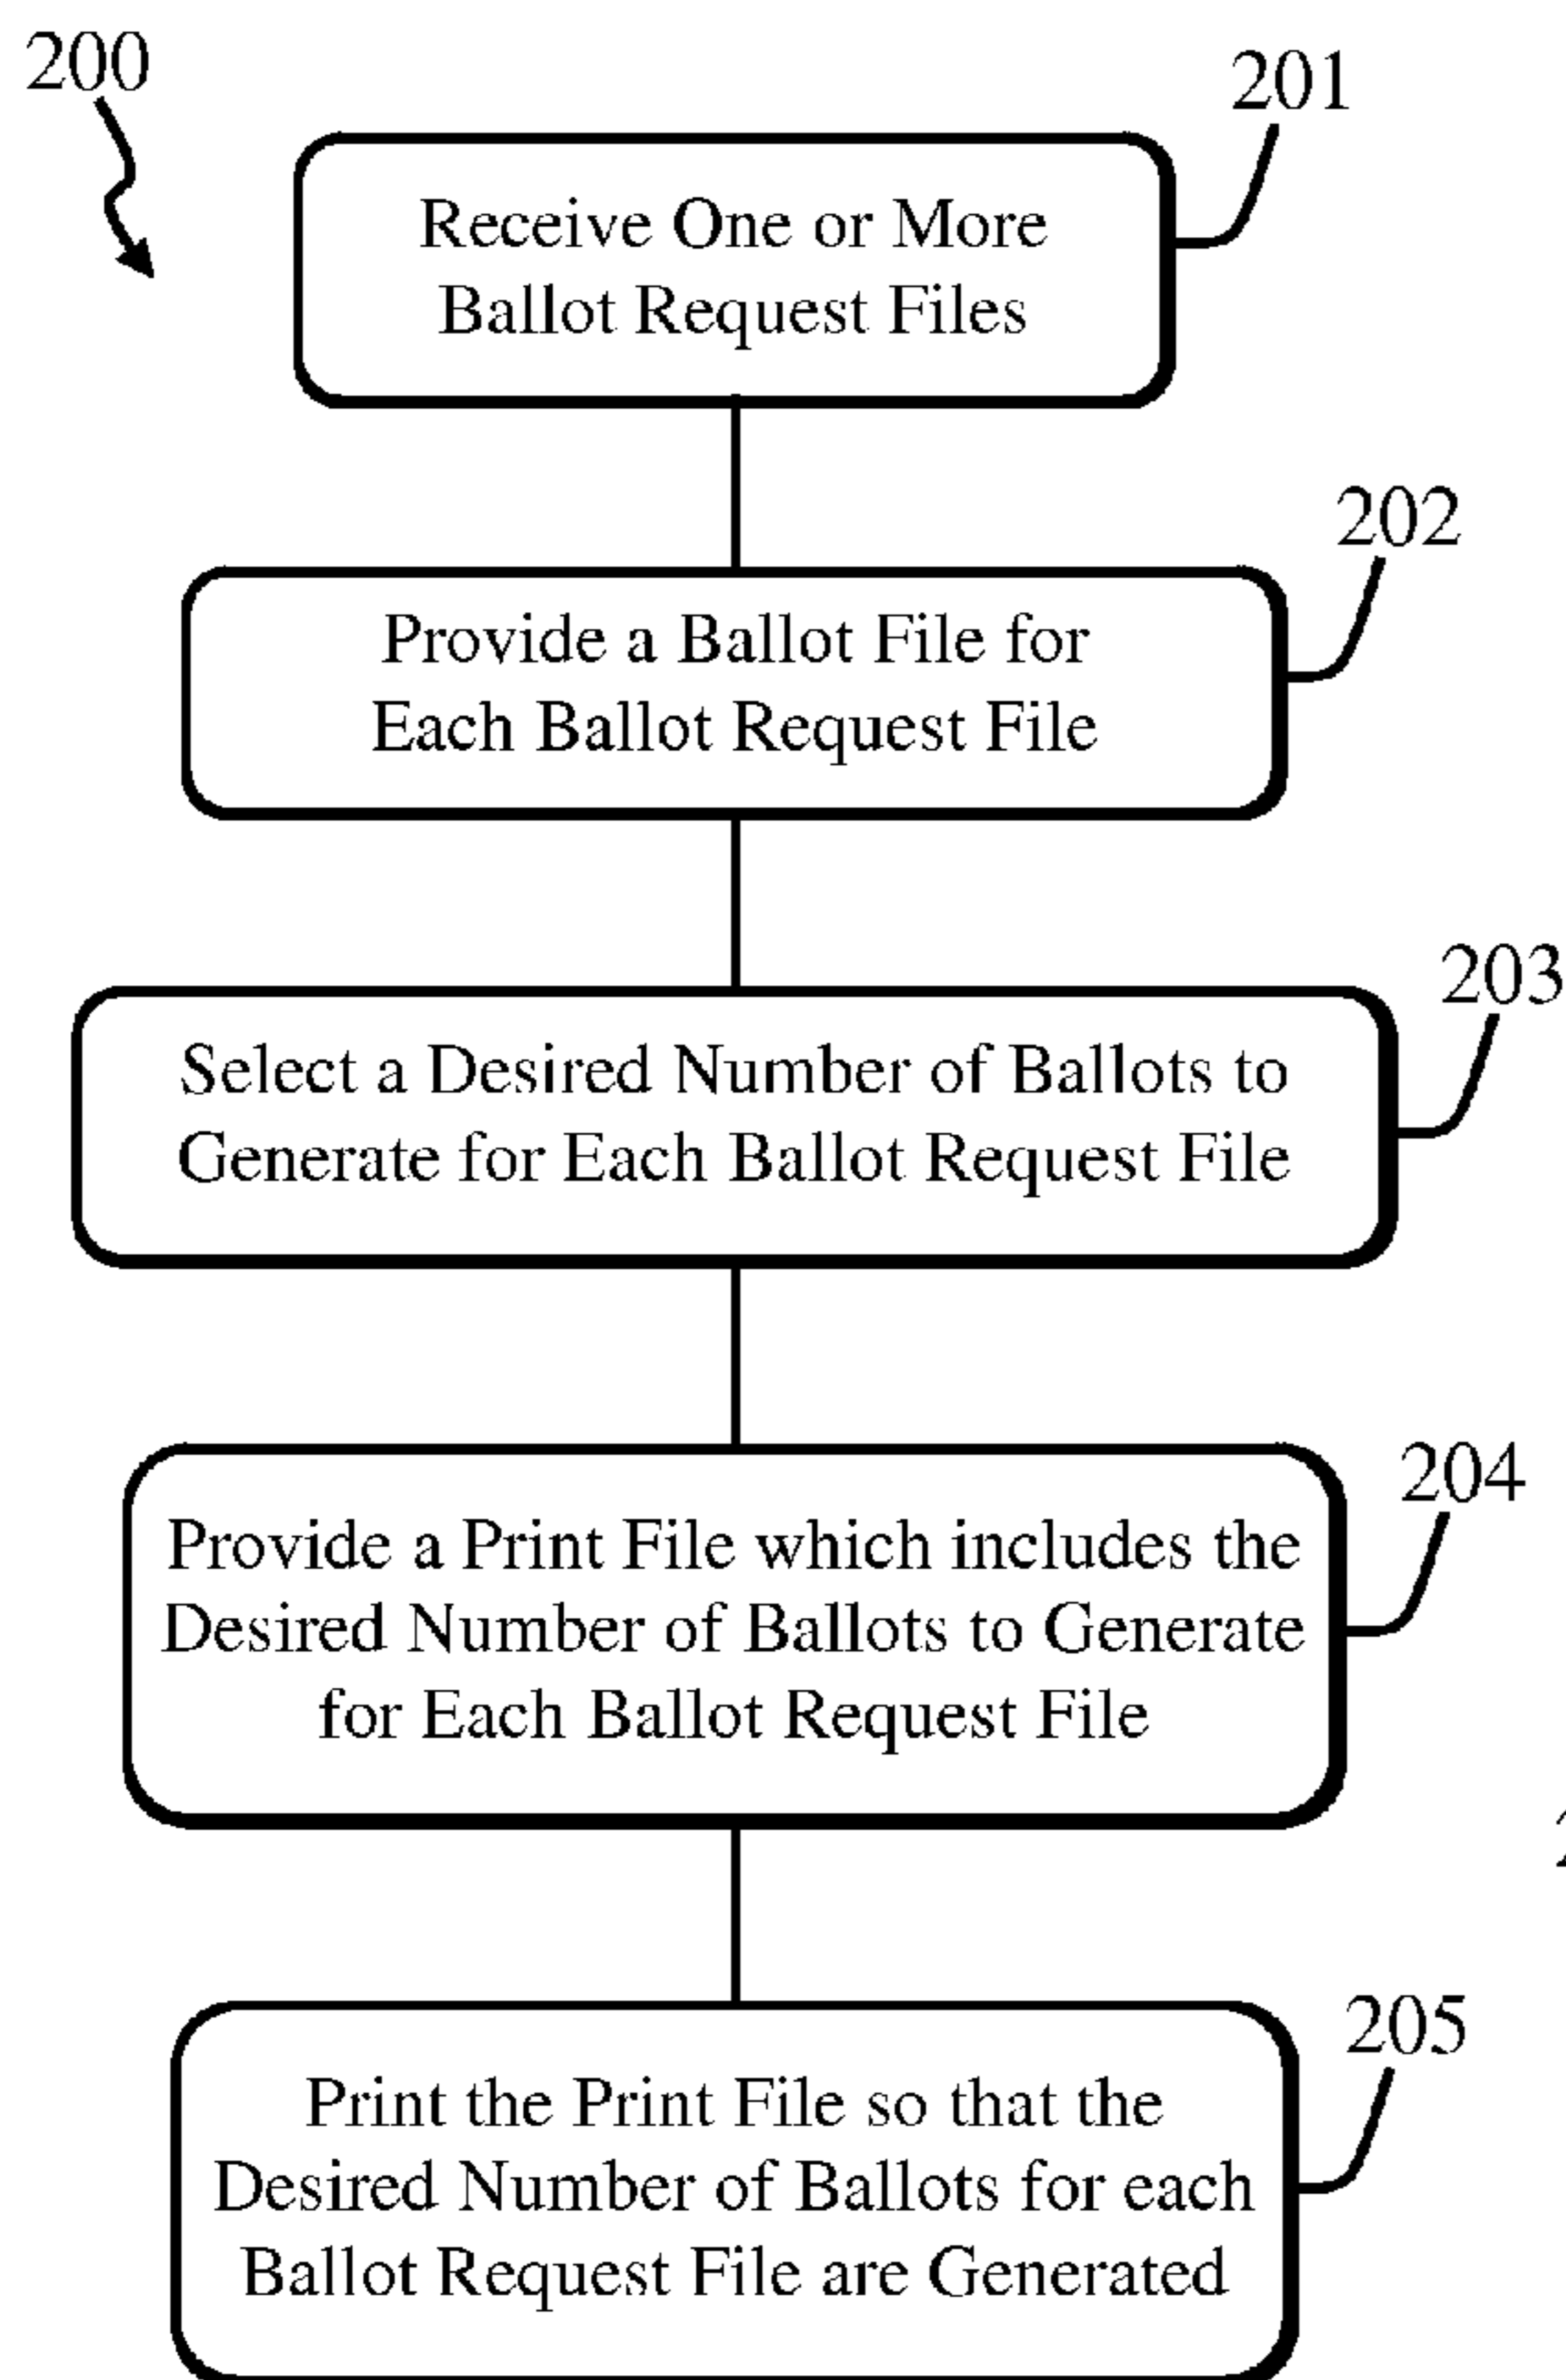 200
201
Receive One or More
Ballot Request Files
202
Provide a Ballot File for
Each Ballot Request File
203
Select a Desired Number of Ballots to
Generate for Each Ballot Request File
204
Provide a Print File which includes the
Desired Number of Ballots to Generate
for Each Ballot Request File
205
Print the Print File so that the
Desired Number of Ballots for each
Ballot Request File are Generated